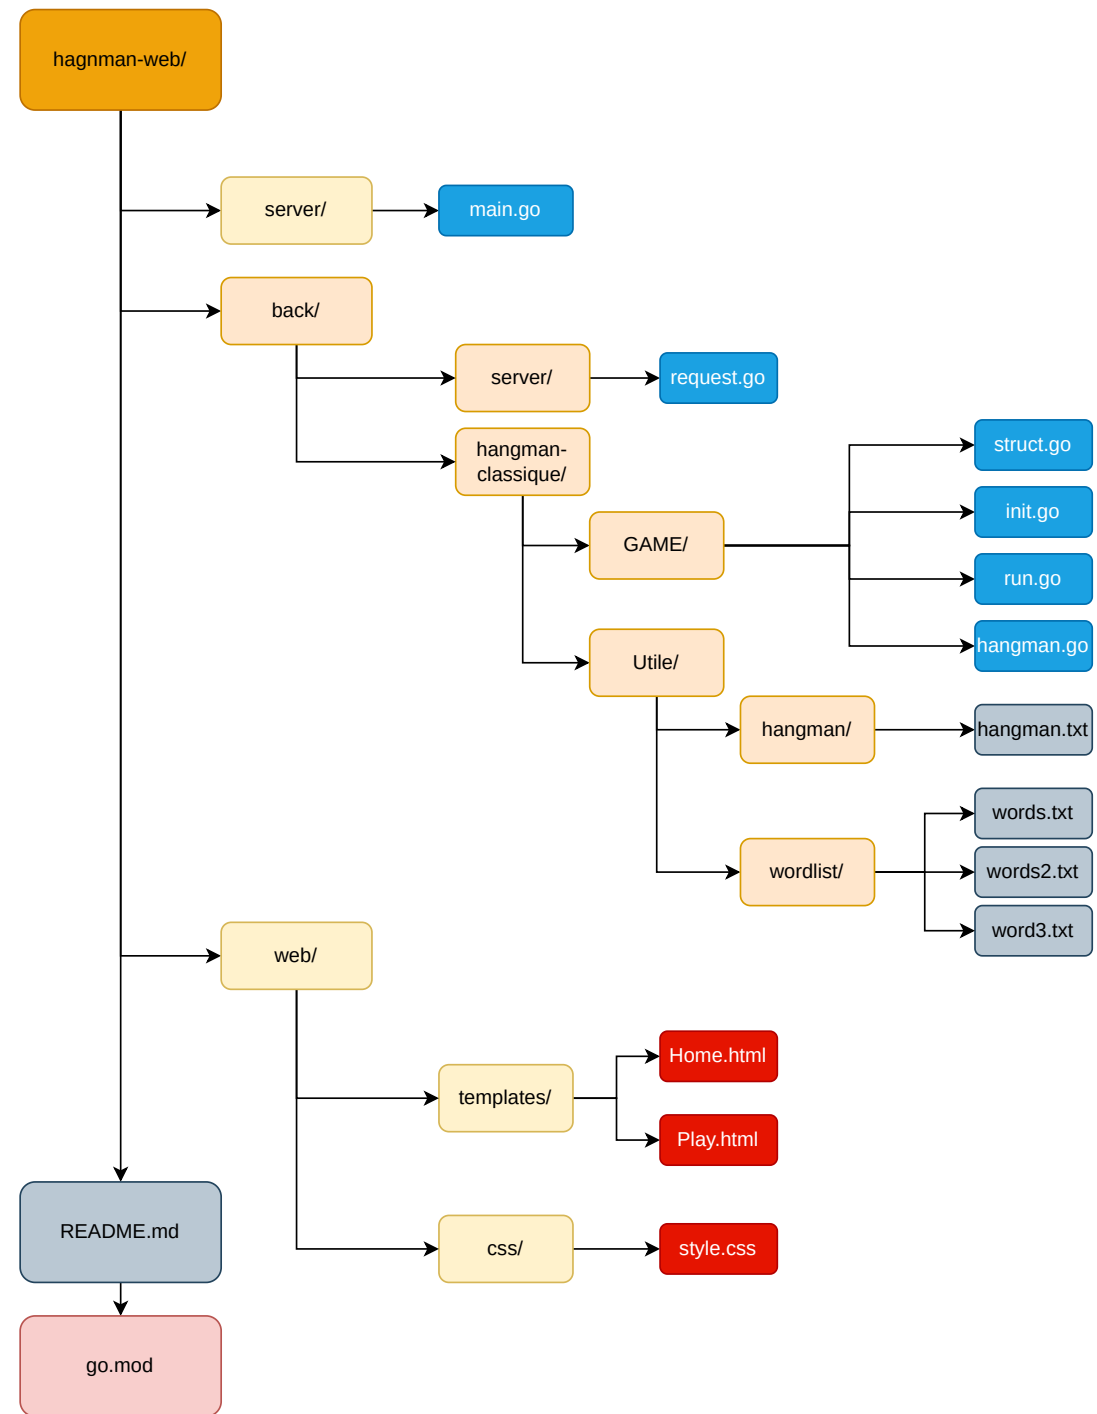 hagnman-web/
server/
main.go
back/
server/
request.go
hangman-
classique/
GAME/
struct.go
init.go
run.go
hangman.go
Utile/
hangman/
hangman.txt
wordlist/
words.txt
words2.txt
word3.txt
web/
templates/
Home.html
Play.html
css/
style.css
README.md
go.mod